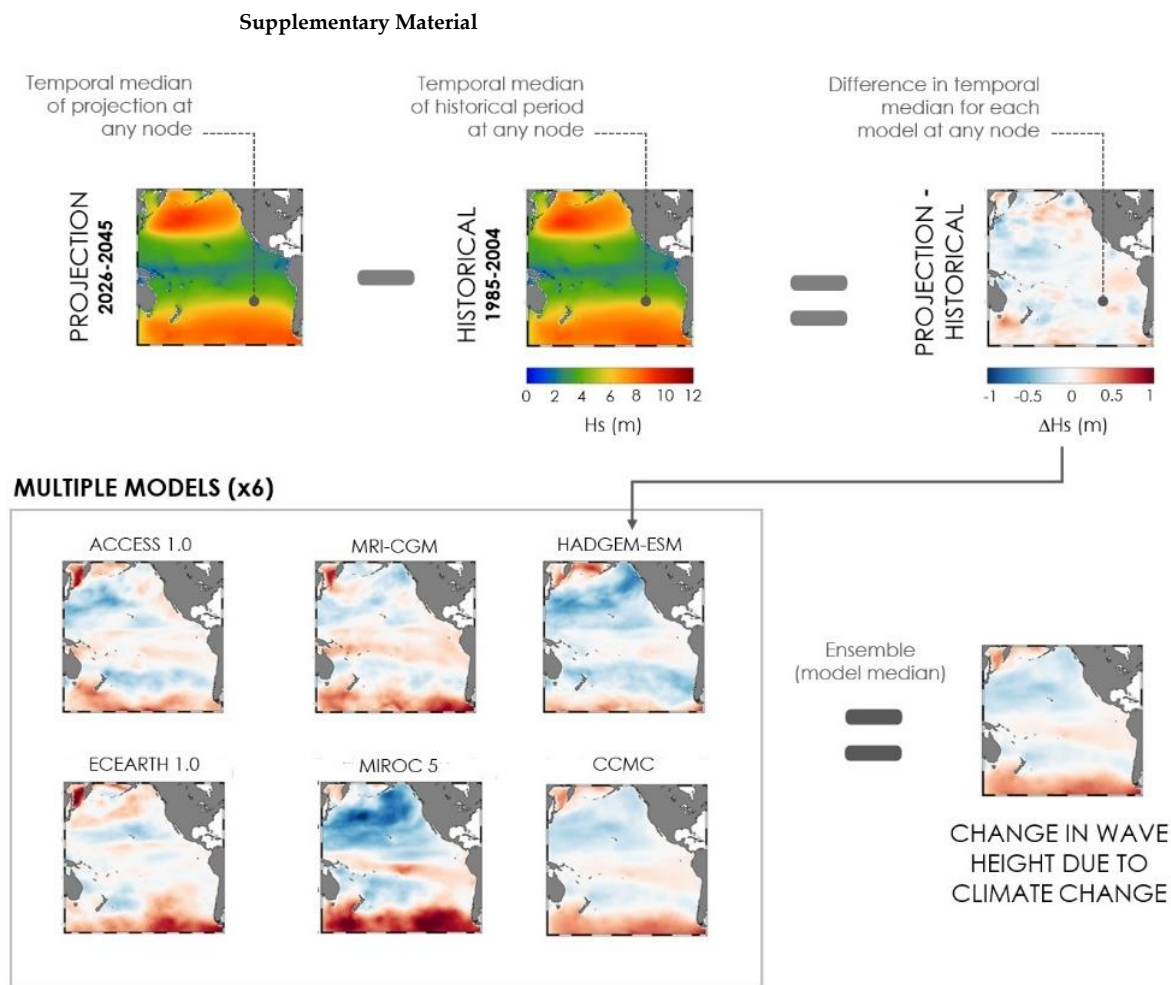 Supplementary Material
Temporal median
of projection at
any node
Temporal median
of historical period
at any node
Difference in temporal
median for each
model at any node
PROJECTION
2026-2045
HISTORICAL
1985-2004
PROJECTION -
HISTORICAL
0 2 4 6 8 10 12
Hs (m)
-1 -0.5 0 0.5 1
ΔHs (m)
MULTIPLE MODELS (x6)
ACCESS 1.0
MRI-CGM
HADGEM-ESM
ECEARTH 1.0
MIROC 5
CCMC
Ensemble
(model median)
CHANGE IN WAVE
HEIGHT DUE TO
CLIMATE CHANGE